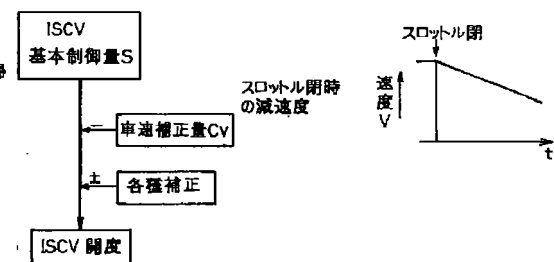 ISCV
基本制御量S
スロットル閉時
の減速度
一
車速補正量Cv
±
各種補正
ISCV 開度
スロットル閉
速
度
V
t